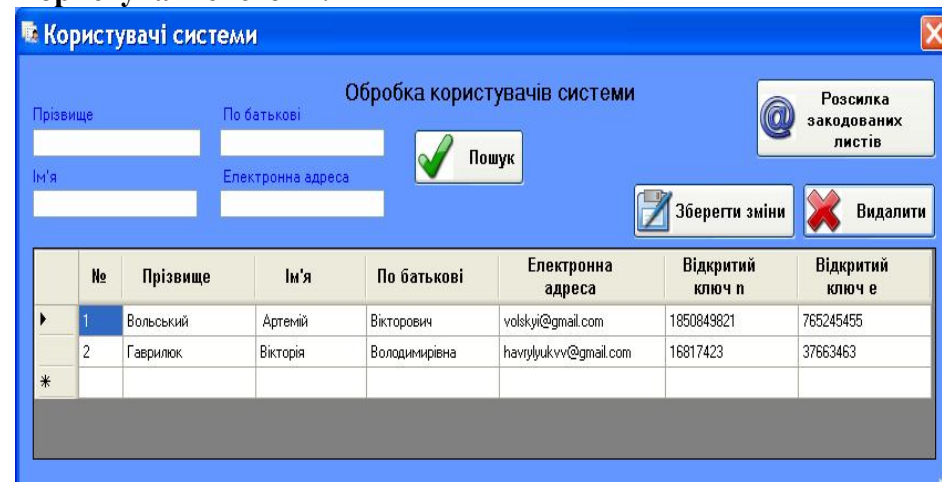 Користувачі системи
Обробка користувачів системи
Прізвище
По батькові
Ім'я
Електронна адреса
Пошук
Розсилка
закодованих
листів
Зберегти зміни
Видалити
№ Прізвище Ім'я По батькові Електронна адреса Відкритий ключ n Відкритий ключ e
1 Вольський Артемій Вікторович volskyi@gmail.com 1850849821 765245455
2 Гаврилюк Вікторія Володимирівна havrylyukvv@gmail.com 16817423 37663463